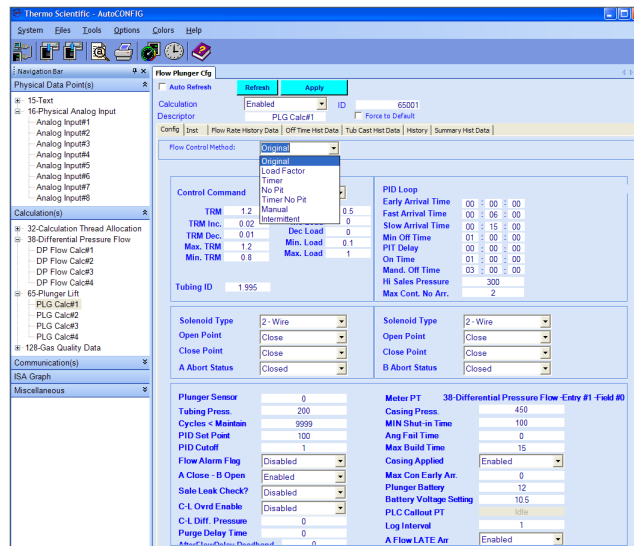 Thermo Scientific - AutoCONFIG
System Files Tools Options Colors Help
Navigation Bar
Flow Plunger Cfg
Physical Data Point(s)
Auto Refresh Refresh Apply
15-Text
16-Physical Analog Input
Analog Input#1
Analog Input#2
Analog Input#3
Analog Input#4
Analog Input#5
Analog Input#6
Analog Input#7
Analog Input#8
Calculation(s)
32-Calculation Thread Allocation
38-Differential Pressure Flow
DP Flow Calc#1
DP Flow Calc#2
DP Flow Calc#3
DP Flow Calc#4
65-Plunger Lift
PLG Calc#1
PLG Calc#2
PLG Calc#3
PLG Calc#4
128-Gas Quality Data
Communication(s)
ISA Graph
Miscellaneous
Calculation Enabled ID 65001
Descriptor PLG Calc#1 Force to Default
Config Inst Flow Rate History Data Off Time Hist Data Tub Cast Hist Data History Summary Hist Data
Flow Control Method: Original
Original
Load Factor
Timer
No Pit
Timer No Pit
Manual
Intermittent
Control Command
TRM 1.2 0.5
TRM Inc. 0.02 0
TRM Dec. 0.01 Dec Load 0
Max. TRM 1.2 Min. Load 0.1
Min. TRM 0.8 Max. Load 1
Tubing ID 1.995
PID Loop
Early Arrival Time 00 : 00 : 00
Fast Arrival Time 00 : 06 : 00
Slow Arrival Time 00 : 15 : 00
Min Off Time 01 : 00 : 00
PIT Delay 00 : 00 : 00
On Time 01 : 00 : 00
Mand. Off Time 03 : 00 : 00
Hi Sales Pressure 300
Max Cont. No Arr. 2
Solenoid Type 2 - Wire
Open Point Close
Close Point Close
A Abort Status Closed
Solenoid Type 2 - Wire
Open Point Close
Close Point Close
B Abort Status Closed
Plunger Sensor 0
Tubing Press. 200
Cycles < Maintain 9999
PID Set Point 100
PID Cutoff 1
Flow Alarm Flag Disabled
A Close - B Open Enabled
Sale Leak Check? Disabled
C-L Ovrd Enable Disabled
C-L Diff. Pressure 0
Purge Delay Time 0
AfterFlowDelay Deadband 0
Meter PT 38-Differential Pressure Flow -Entry #1 -Field #0
Casing Press. 450
MIN Shut-in Time 100
Ang Fail Time 0
Max Build Time 15
Casing Applied Enabled
Max Con Early Arr. 0
Plunger Battery 12
Battery Voltage Setting 10.5
PLC Callout PT Idle
Log Interval 1
A Flow LATE Arr Enabled